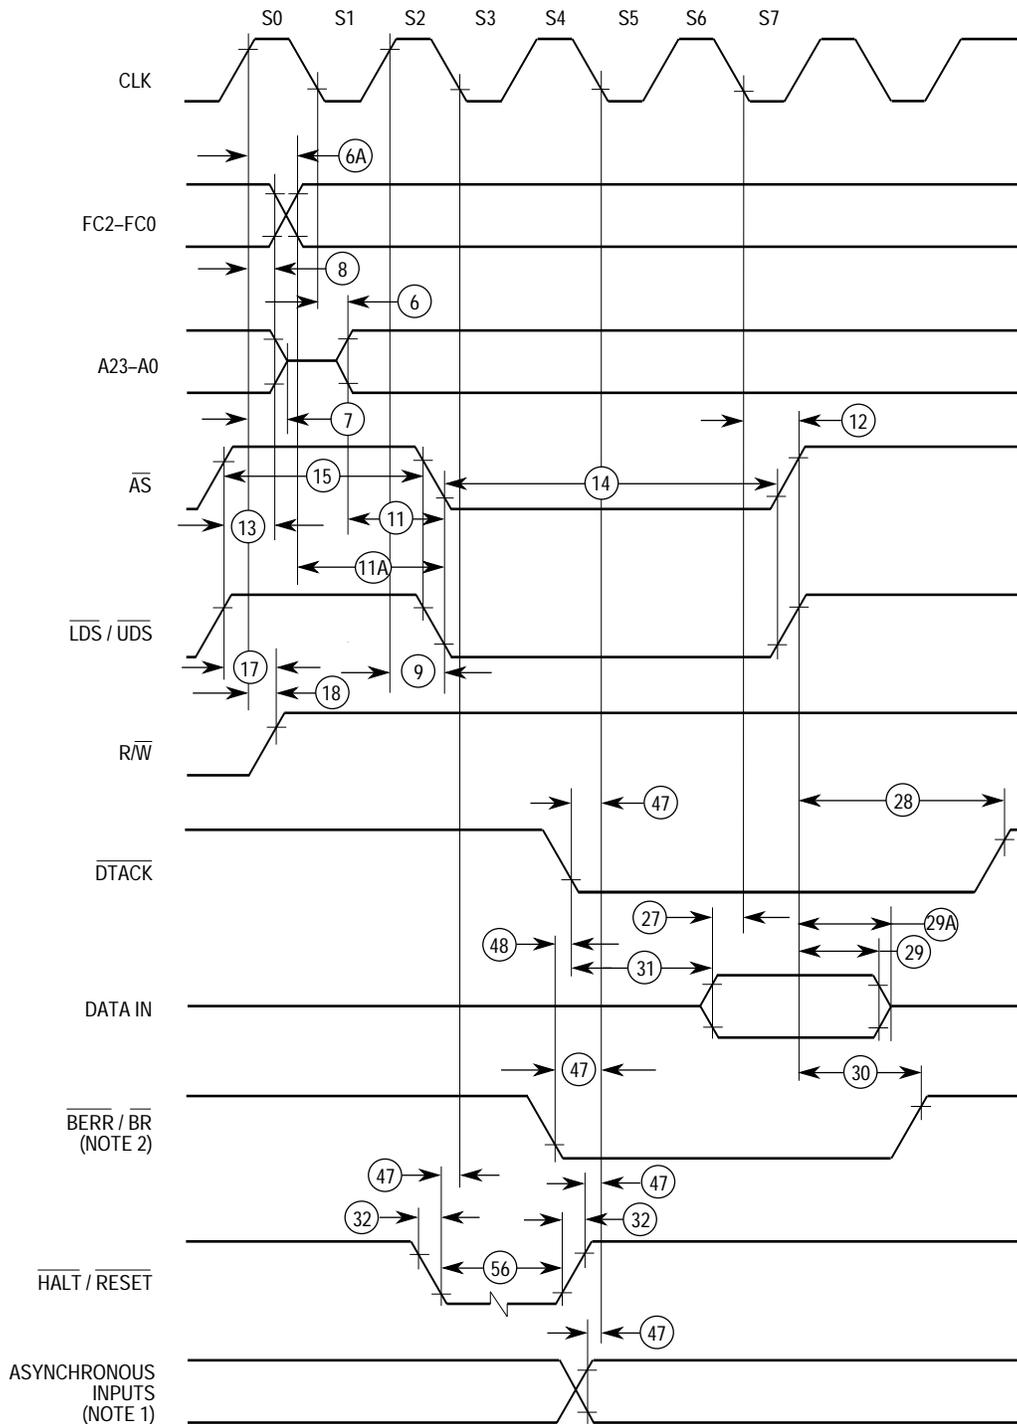 S0 S1 S2 S3 S4 S5 S6 S7
CLK
6A
FC2–FC0
8
6
A23–A0
7
12
AS
15
14
13
11
11A
LDS / UDS
17
9
18
R/W
47
28
DTACK
27
29A
48
31
29
DATA IN
47
30
BERR / BR
(NOTE 2)
47
47
32
32
HALT / RESET
56
47
ASYNCHRONOUS
INPUTS
(NOTE 1)